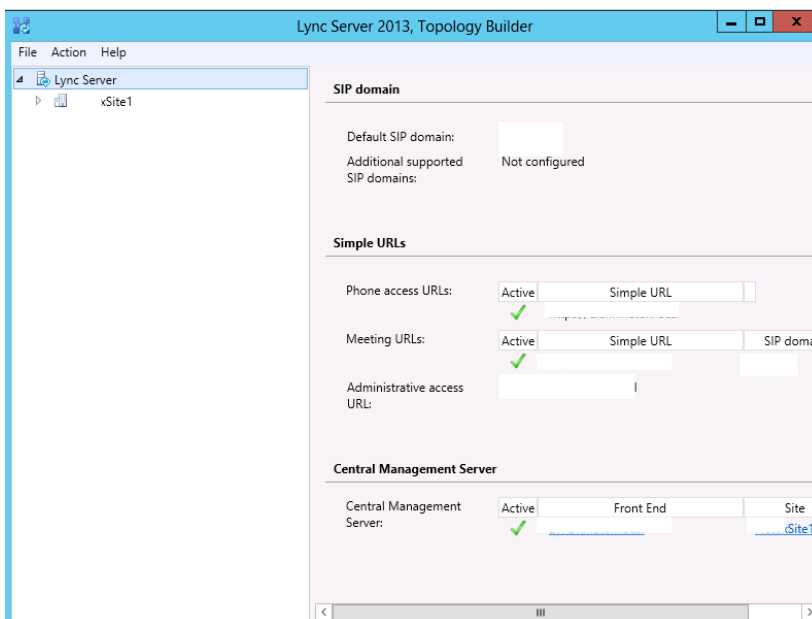 Lync Server 2013, Topology Builder
File Action Help
Lync Server
xSite1
SIP domain
Default SIP domain:
Additional supported SIP domains:
Not configured
Simple URLs
Phone access URLs:
Active Simple URL
Meeting URLs:
Active Simple URL SIP doma
Administrative access
URL:
Central Management Server
Central Management
Server:
Active Front End Site
xSite1